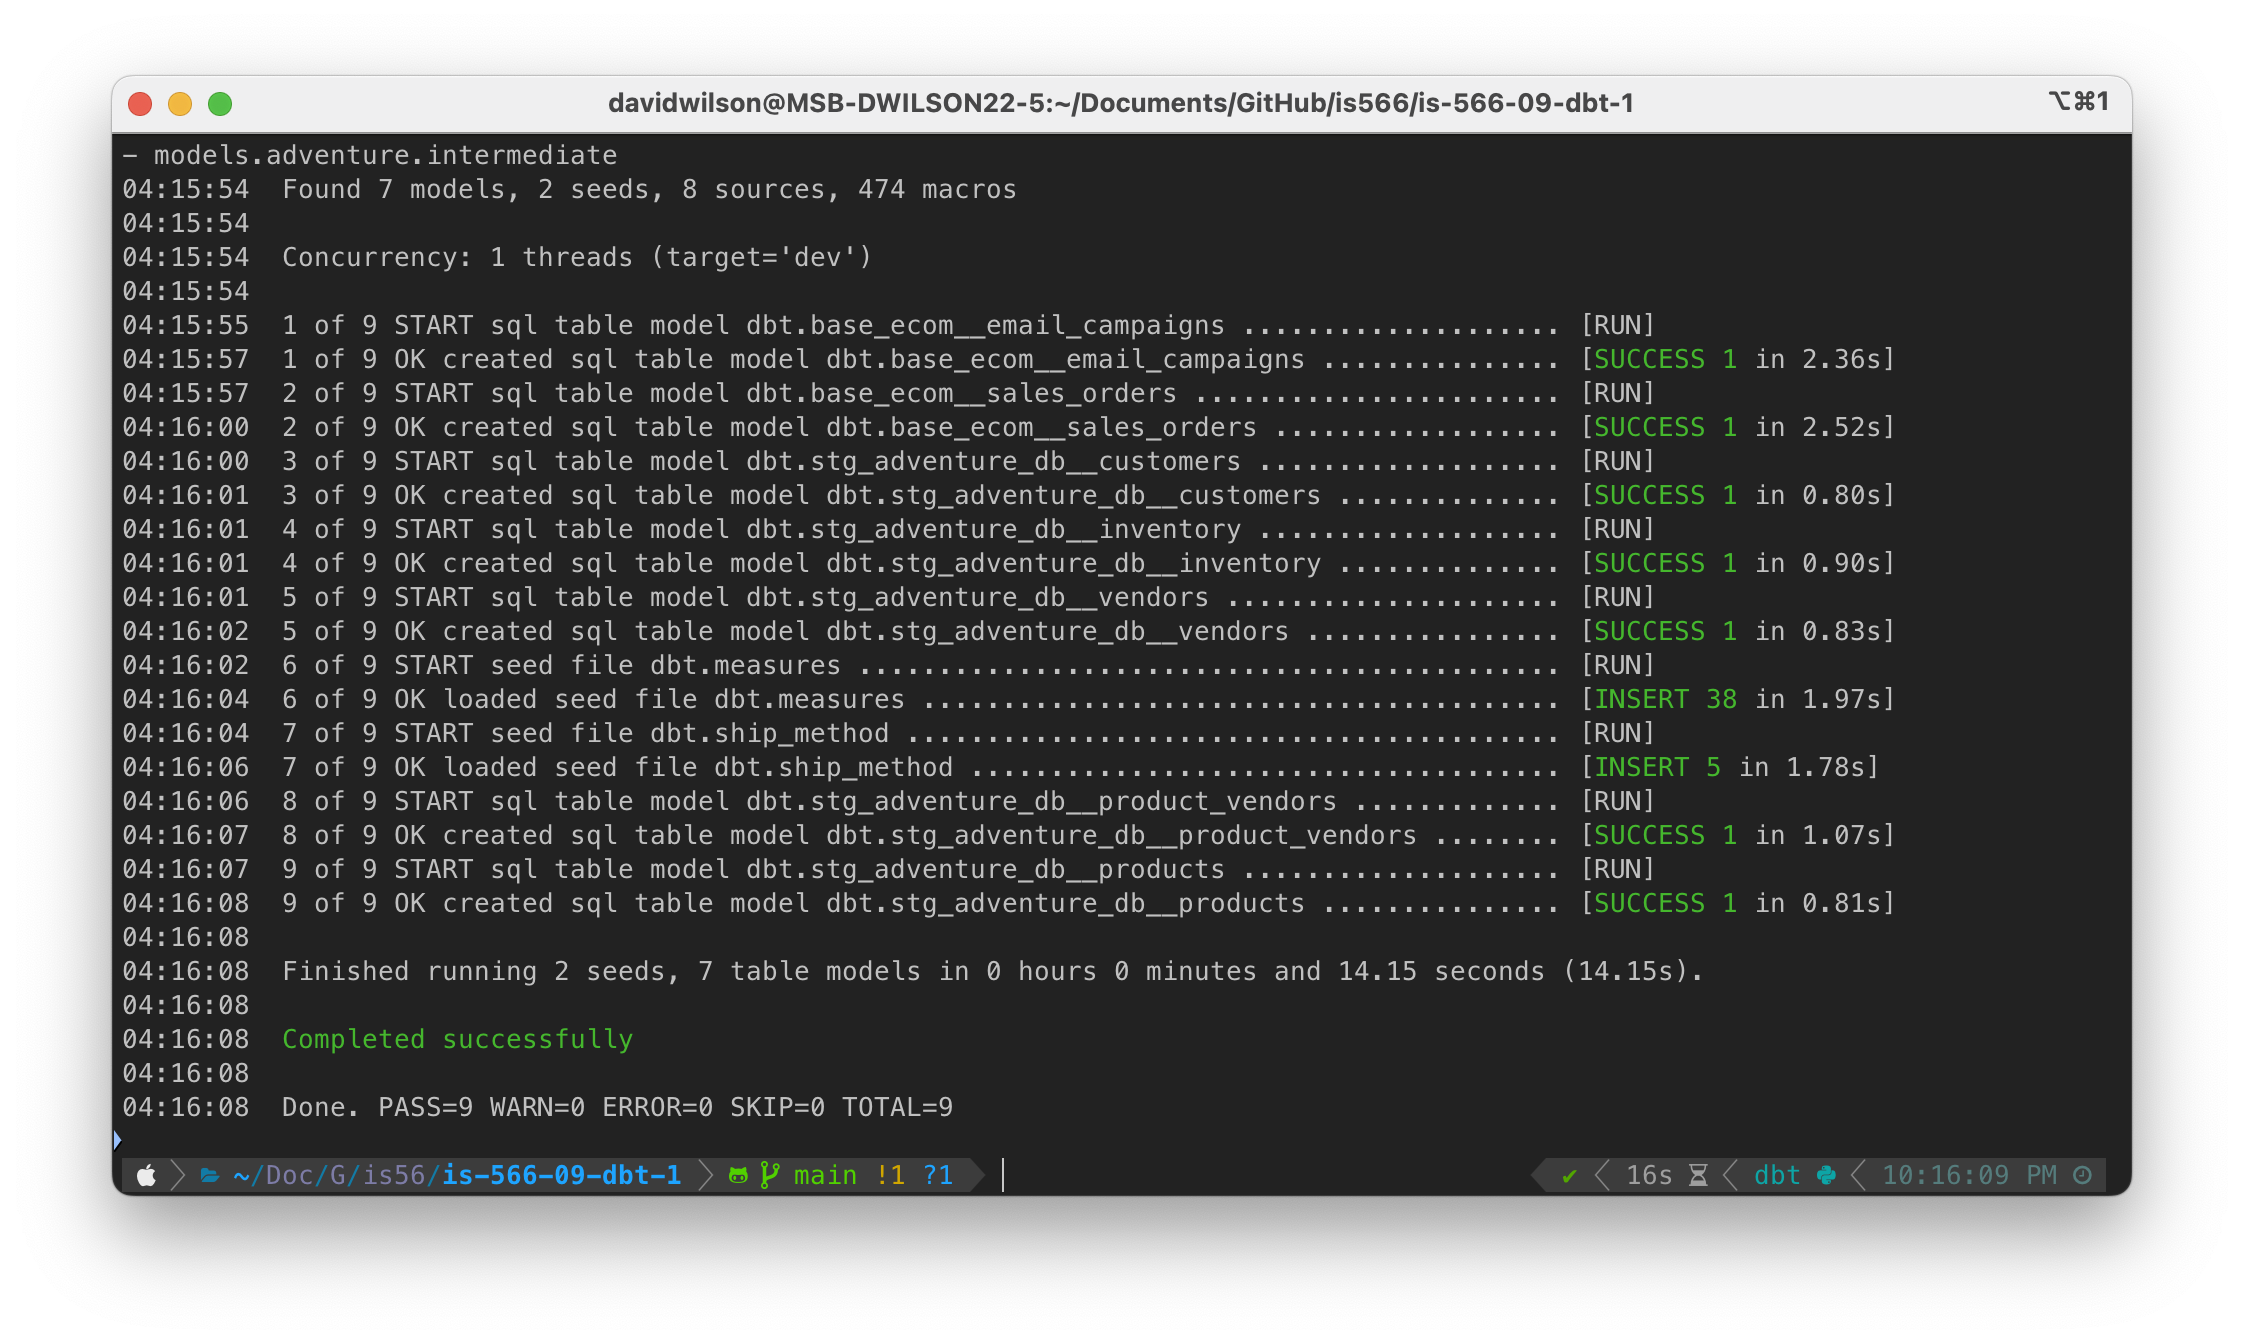 davidwilson@MSB-DWILSON22-5:~/Documents/GitHub/is566/is-566-09-dbt-1 ⌥⌘1
- models.adventure.intermediate
04:15:54  Found 7 models, 2 seeds, 8 sources, 474 macros
04:15:54
04:15:54  Concurrency: 1 threads (target='dev')
04:15:54
04:15:55  1 of 9 START sql table model dbt.base_ecom__email_campaigns .................... [RUN]
04:15:57  1 of 9 OK created sql table model dbt.base_ecom__email_campaigns ............... [SUCCESS 1 in 2.36s]
04:15:57  2 of 9 START sql table model dbt.base_ecom__sales_orders ....................... [RUN]
04:16:00  2 of 9 OK created sql table model dbt.base_ecom__sales_orders .................. [SUCCESS 1 in 2.52s]
04:16:00  3 of 9 START sql table model dbt.stg_adventure_db__customers ................... [RUN]
04:16:01  3 of 9 OK created sql table model dbt.stg_adventure_db__customers .............. [SUCCESS 1 in 0.80s]
04:16:01  4 of 9 START sql table model dbt.stg_adventure_db__inventory ................... [RUN]
04:16:01  4 of 9 OK created sql table model dbt.stg_adventure_db__inventory .............. [SUCCESS 1 in 0.90s]
04:16:01  5 of 9 START sql table model dbt.stg_adventure_db__vendors ..................... [RUN]
04:16:02  5 of 9 OK created sql table model dbt.stg_adventure_db__vendors ................ [SUCCESS 1 in 0.83s]
04:16:02  6 of 9 START seed file dbt.measures ............................................ [RUN]
04:16:04  6 of 9 OK loaded seed file dbt.measures ........................................ [INSERT 38 in 1.97s]
04:16:04  7 of 9 START seed file dbt.ship_method ......................................... [RUN]
04:16:06  7 of 9 OK loaded seed file dbt.ship_method ..................................... [INSERT 5 in 1.78s]
04:16:06  8 of 9 START sql table model dbt.stg_adventure_db__product_vendors ............. [RUN]
04:16:07  8 of 9 OK created sql table model dbt.stg_adventure_db__product_vendors ........ [SUCCESS 1 in 1.07s]
04:16:07  9 of 9 START sql table model dbt.stg_adventure_db__products .................... [RUN]
04:16:08  9 of 9 OK created sql table model dbt.stg_adventure_db__products ............... [SUCCESS 1 in 0.81s]
04:16:08
04:16:08  Finished running 2 seeds, 7 table models in 0 hours 0 minutes and 14.15 seconds (14.15s).
04:16:08
04:16:08  Completed successfully
04:16:08
04:16:08  Done. PASS=9 WARN=0 ERROR=0 SKIP=0 TOTAL=9
~/Doc/G/is56/is-566-09-dbt-1 main !1 ?1 ✔ 16s dbt 10:16:09 PM